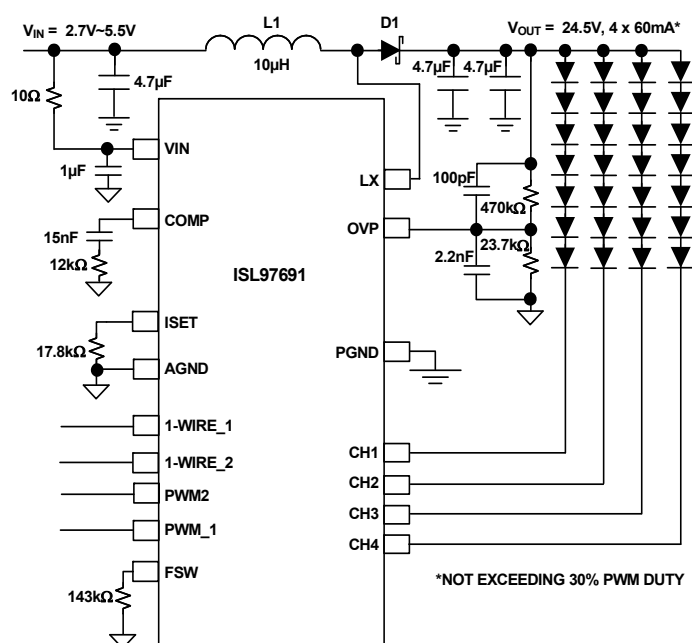 VIN = 2.7V~5.5V
L1
D1
VOUT = 24.5V, 4 x 60mA*
10µH
10Ω
4.7µF
4.7µF
4.7µF
1µF
VIN
LX
100pF
470kΩ
COMP
OVP
15nF
12kΩ
23.7kΩ
2.2nF
ISL97691
ISET
17.8kΩ
AGND
PGND
1-WIRE_1
1-WIRE_2
PWM2
PWM_1
FSW
143kΩ
CH1
CH2
CH3
CH4
*NOT EXCEEDING 30% PWM DUTY